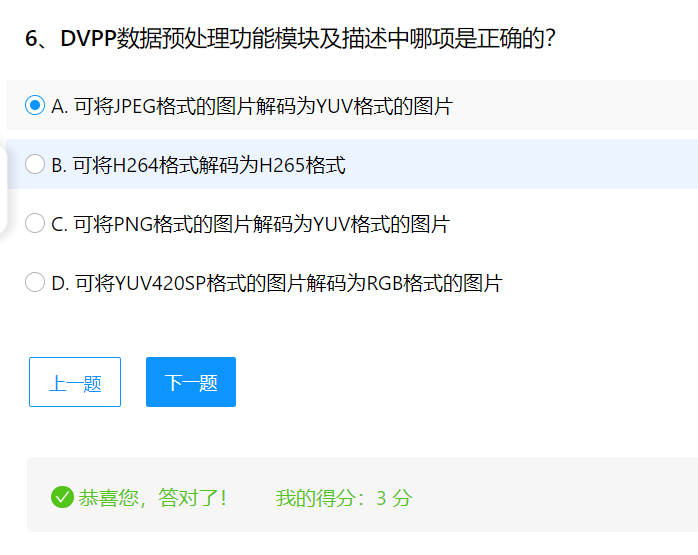 6、DVPP数据预处理功能模块及描述中哪项是正确的?
A. 可将JPEG格式的图片解码为YUV格式的图片
B. 可将H264格式解码为H265格式
C. 可将PNG格式的图片解码为YUV格式的图片
D. 可将YUV420SP格式的图片解码为RGB格式的图片
上一题 下一题
恭喜您，答对了！ 我的得分：3 分